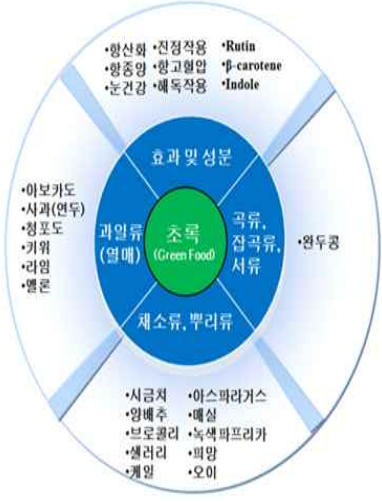 •항산화 •진정작용 •Rutin
•항종양 •항고혈압 •β-carotene
•눈건강 •해독작용 •Indole
효과 및 성분
•아보카도
•사과(연두)
•청포도
•키위
•라임
•멜론
과일류
(열매)
초록
(Green Food)
곡류,
잡곡류,
서류
•완두콩
채소류, 뿌리류
•시금쳐 •아스파라거스
•양배추 •매실
•브로콜리 •녹색파프리카
•샐러리 •피망
•케일 •오이